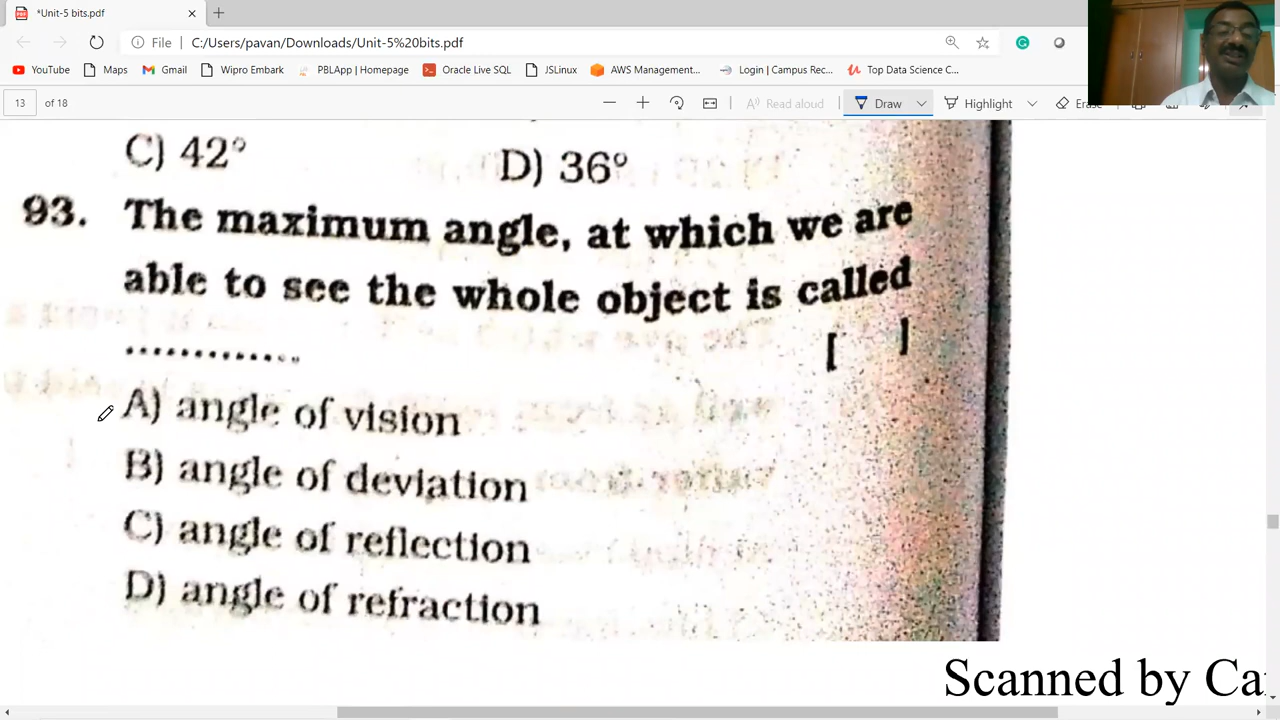 *Unit-5 bits.pdf
File C:/Users/pavan/Downloads/Unit-5%20bits.pdf
YouTube Maps Gmail Wipro Embark PBLApp | Homepage Orcle Live SQL JSLinux AWS Management... Login | Campus Rec... Top Data Science C...
13 of 18 Read aloud Draw Highlight
C) 42° D) 36°
93. The maximum angle, at which we are
able to see the whole object is called
.............. [ ]
A) angle of vision
B) angle of deviation
C) angle of reflection
D) angle of refraction
Scanned by